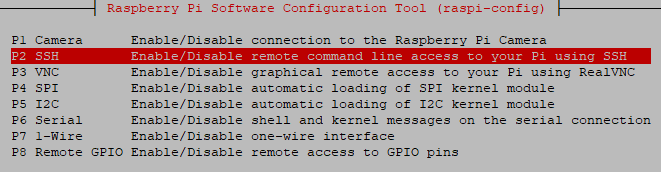 Raspberry Pi Software Configuration Tool (raspi-config)
P1 Camera Enable/Disable connection to the Raspberry Pi Camera
P2 SSH Enable/Disable remote command line access to your Pi using SSH
P3 VNC Enable/Disable graphical remote access to your Pi using RealVNC
P4 SPI Enable/Disable automatic loading of SPI kernel module
P5 I2C Enable/Disable automatic loading of I2C kernel module
P6 Serial Enable/Disable shell and kernel messages on the serial connection
P7 1-Wire Enable/Disable one-wire interface
P8 Remote GPIO Enable/Disable remote access to GPIO pins